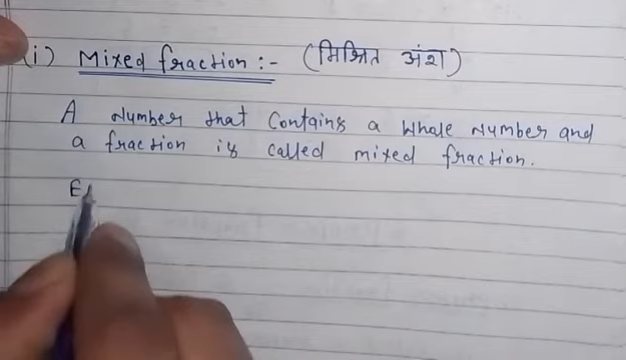 (i) Mixed fraction :- (मिश्रित अंश)
A Number that Contains a Whole Number and
a fraction is called mixed fraction.
E